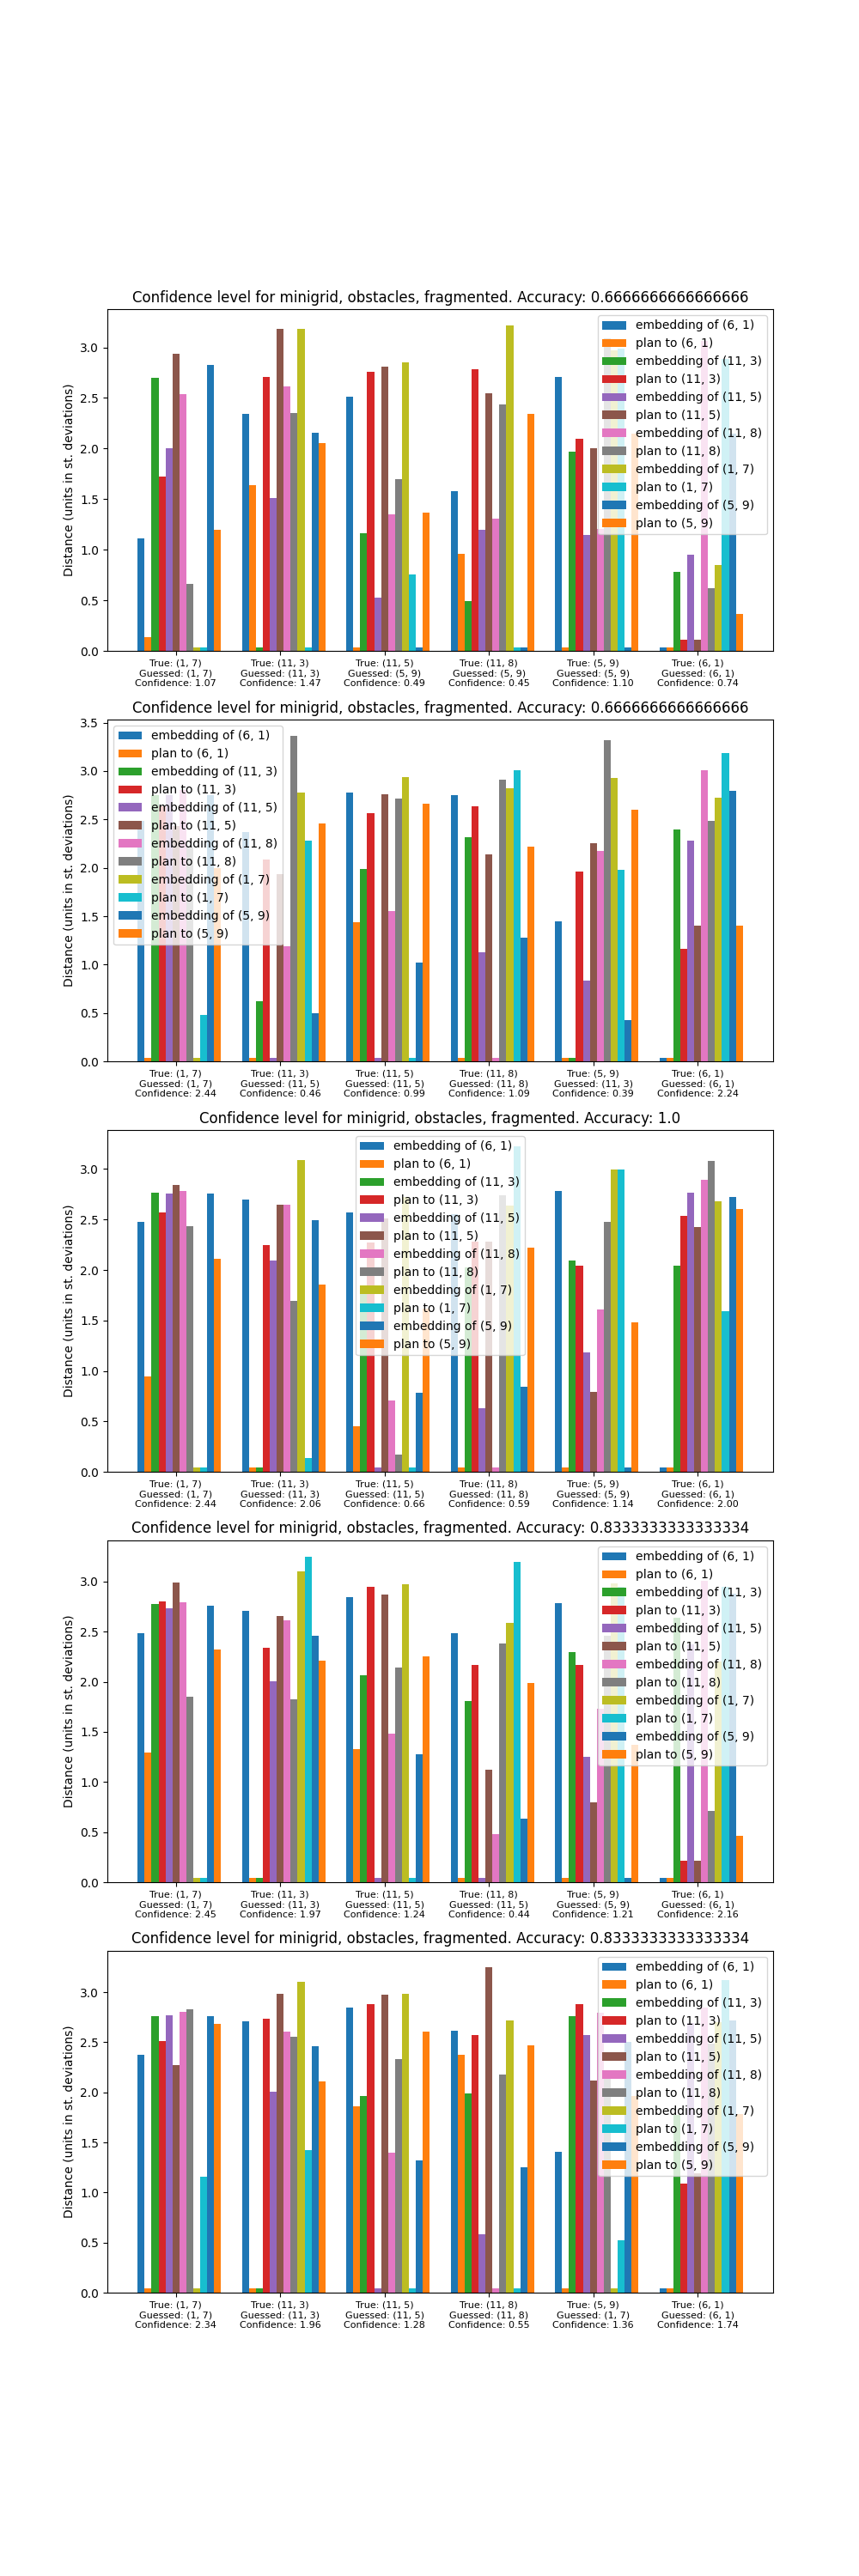 Confidence level for minigrid, obstacles, fragmented. Accuracy: 0.6666666666666666
Distance (units in st. deviations)
3.0
2.5
2.0
1.5
1.0
0.5
0.0
embedding of (6, 1)
plan to (6, 1)
embedding of (11, 3)
plan to (11, 3)
embedding of (11, 5)
plan to (11, 5)
embedding of (11, 8)
plan to (11, 8)
embedding of (1, 7)
plan to (1, 7)
embedding of (5, 9)
plan to (5, 9)
True: (1, 7)
Guessed: (1, 7)
Confidence: 1.07
True: (11, 3)
Guessed: (11, 3)
Confidence: 1.47
True: (11, 5)
Guessed: (5, 9)
Confidence: 0.49
True: (11, 8)
Guessed: (5, 9)
Confidence: 0.45
True: (5, 9)
Guessed: (5, 9)
Confidence: 1.10
True: (6, 1)
Guessed: (6, 1)
Confidence: 0.74
Confidence level for minigrid, obstacles, fragmented. Accuracy: 0.6666666666666666
Distance (units in st. deviations)
3.5
3.0
2.5
2.0
1.5
1.0
0.5
0.0
embedding of (6, 1)
plan to (6, 1)
embedding of (11, 3)
plan to (11, 3)
embedding of (11, 5)
plan to (11, 5)
embedding of (11, 8)
plan to (11, 8)
embedding of (1, 7)
plan to (1, 7)
embedding of (5, 9)
plan to (5, 9)
True: (1, 7)
Guessed: (1, 7)
Confidence: 2.44
True: (11, 3)
Guessed: (11, 5)
Confidence: 0.46
True: (11, 5)
Guessed: (11, 5)
Confidence: 0.99
True: (11, 8)
Guessed: (11, 8)
Confidence: 1.09
True: (5, 9)
Guessed: (11, 3)
Confidence: 0.39
True: (6, 1)
Guessed: (6, 1)
Confidence: 2.24
Confidence level for minigrid, obstacles, fragmented. Accuracy: 1.0
Distance (units in st. deviations)
3.0
2.5
2.0
1.5
1.0
0.5
0.0
embedding of (6, 1)
plan to (6, 1)
embedding of (11, 3)
plan to (11, 3)
embedding of (11, 5)
plan to (11, 5)
embedding of (11, 8)
plan to (11, 8)
embedding of (1, 7)
plan to (1, 7)
embedding of (5, 9)
plan to (5, 9)
True: (1, 7)
Guessed: (1, 7)
Confidence: 2.44
True: (11, 3)
Guessed: (11, 3)
Confidence: 2.06
True: (11, 5)
Guessed: (11, 5)
Confidence: 0.66
True: (11, 8)
Guessed: (11, 8)
Confidence: 0.59
True: (5, 9)
Guessed: (5, 9)
Confidence: 1.14
True: (6, 1)
Guessed: (6, 1)
Confidence: 2.00
Confidence level for minigrid, obstacles, fragmented. Accuracy: 0.8333333333333334
Distance (units in st. deviations)
3.0
2.5
2.0
1.5
1.0
0.5
0.0
embedding of (6, 1)
plan to (6, 1)
embedding of (11, 3)
plan to (11, 3)
embedding of (11, 5)
plan to (11, 5)
embedding of (11, 8)
plan to (11, 8)
embedding of (1, 7)
plan to (1, 7)
embedding of (5, 9)
plan to (5, 9)
True: (1, 7)
Guessed: (1, 7)
Confidence: 2.45
True: (11, 3)
Guessed: (11, 3)
Confidence: 1.97
True: (11, 5)
Guessed: (11, 5)
Confidence: 1.24
True: (11, 8)
Guessed: (11, 5)
Confidence: 0.44
True: (5, 9)
Guessed: (5, 9)
Confidence: 1.21
True: (6, 1)
Guessed: (6, 1)
Confidence: 2.16
Confidence level for minigrid, obstacles, fragmented. Accuracy: 0.8333333333333334
Distance (units in st. deviations)
3.0
2.5
2.0
1.5
1.0
0.5
0.0
embedding of (6, 1)
plan to (6, 1)
embedding of (11, 3)
plan to (11, 3)
embedding of (11, 5)
plan to (11, 5)
embedding of (11, 8)
plan to (11, 8)
embedding of (1, 7)
plan to (1, 7)
embedding of (5, 9)
plan to (5, 9)
True: (1, 7)
Guessed: (1, 7)
Confidence: 2.34
True: (11, 3)
Guessed: (11, 3)
Confidence: 1.96
True: (11, 5)
Guessed: (11, 5)
Confidence: 1.28
True: (11, 8)
Guessed: (11, 8)
Confidence: 0.55
True: (5, 9)
Guessed: (1, 7)
Confidence: 1.36
True: (6, 1)
Guessed: (6, 1)
Confidence: 1.74